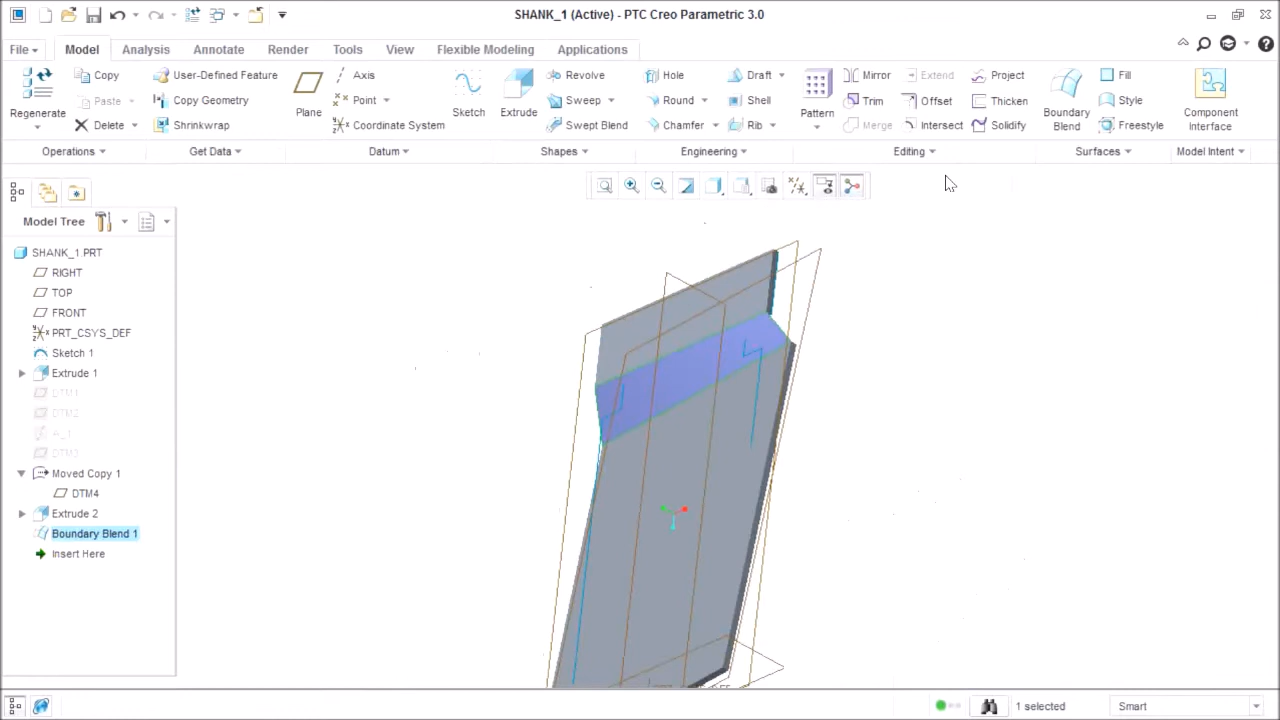 SHANK_1 (Active) - PTC Creo Parametric 3.0
File Model Analysis Annotate Render Tools View Flexible Modeling Applications
Copy User-Defined Feature Axis Revolve Hole Draft Mirror Extend Project Fill
Paste Copy Geometry Point Sweep Round Shell Trim Offset Thicken Style
Regenerate Plane Sketch Extrude Pattern Boundary Blend Component Interface
Delete Shrinkwrap Coordinate System Swept Blend Chamfer Rib Merge Intersect Solidify Freestyle
Operations Get Data Datum Shapes Engineering Editing Surfaces Model Intent
Model Tree
SHANK_1.PRT
RIGHT
TOP
FRONT
PRT_CSYS_DEF
Sketch 1
Extrude 1
DTM1
DTM2
DTM3
Moved Copy 1
DTM4
Extrude 2
Boundary Blend 1
Insert Here
1 selected
Smart